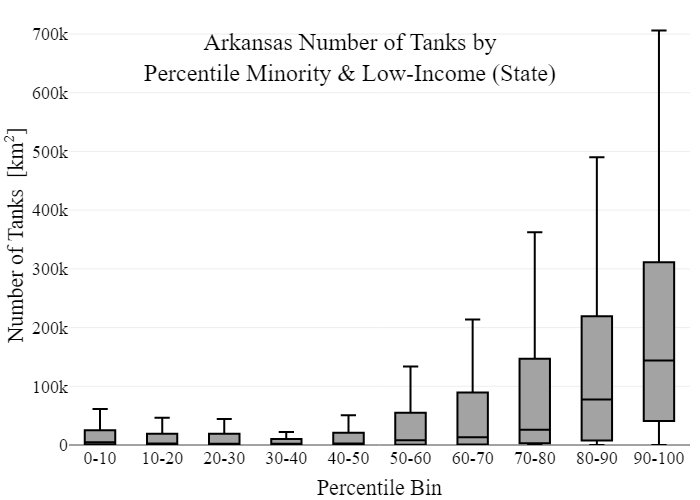 Arkansas Number of Tanks by
Percentile Minority & Low-Income (State)
Number of Tanks [km²]
700k
600k
500k
400k
300k
200k
100k
0
0-10 10-20 20-30 30-40 40-50 50-60 60-70 70-80 80-90 90-100
Percentile Bin